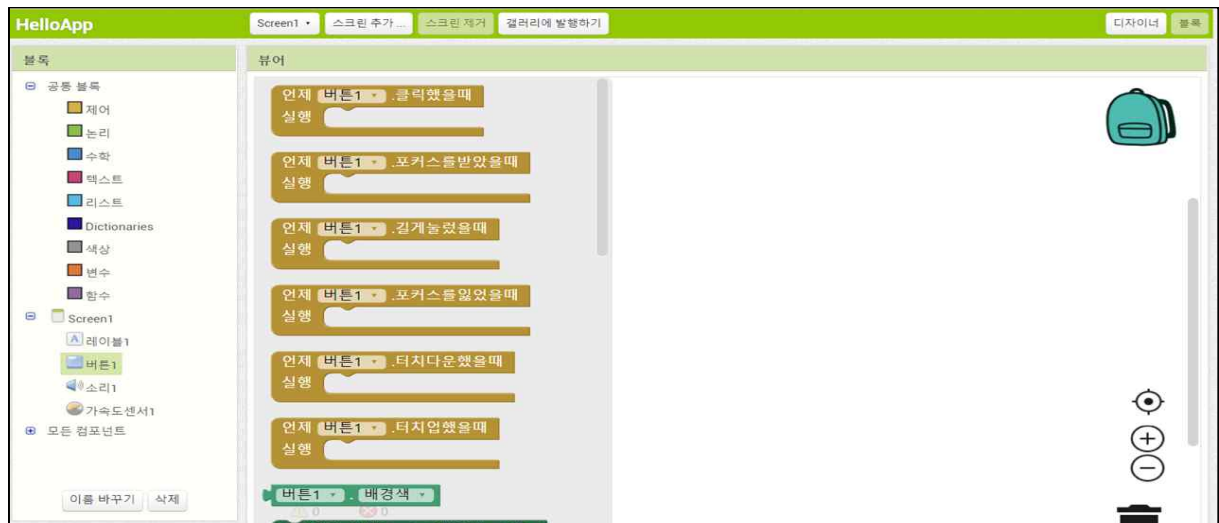 HelloApp
Screen1
스크린 추가 ...
스크린 제거
갤러리에 발행하기
디자이너
블록
블록
뷰어
공통 블록
제어
논리
수학
텍스트
리스트
Dictionaries
색상
변수
함수
Screen1
레이블1
버튼1
소리1
가속도센서1
모든 컴포넌트
이름 바꾸기
삭제
언제 버튼1 .클릭했을때
실행
언제 버튼1 .포커스를받았을때
실행
언제 버튼1 .길게눌렀을때
실행
언제 버튼1 .포커스를잃었을때
실행
언제 버튼1 .터치다운했을때
실행
언제 버튼1 .터치업했을때
실행
버튼1 . 배경색
0 0